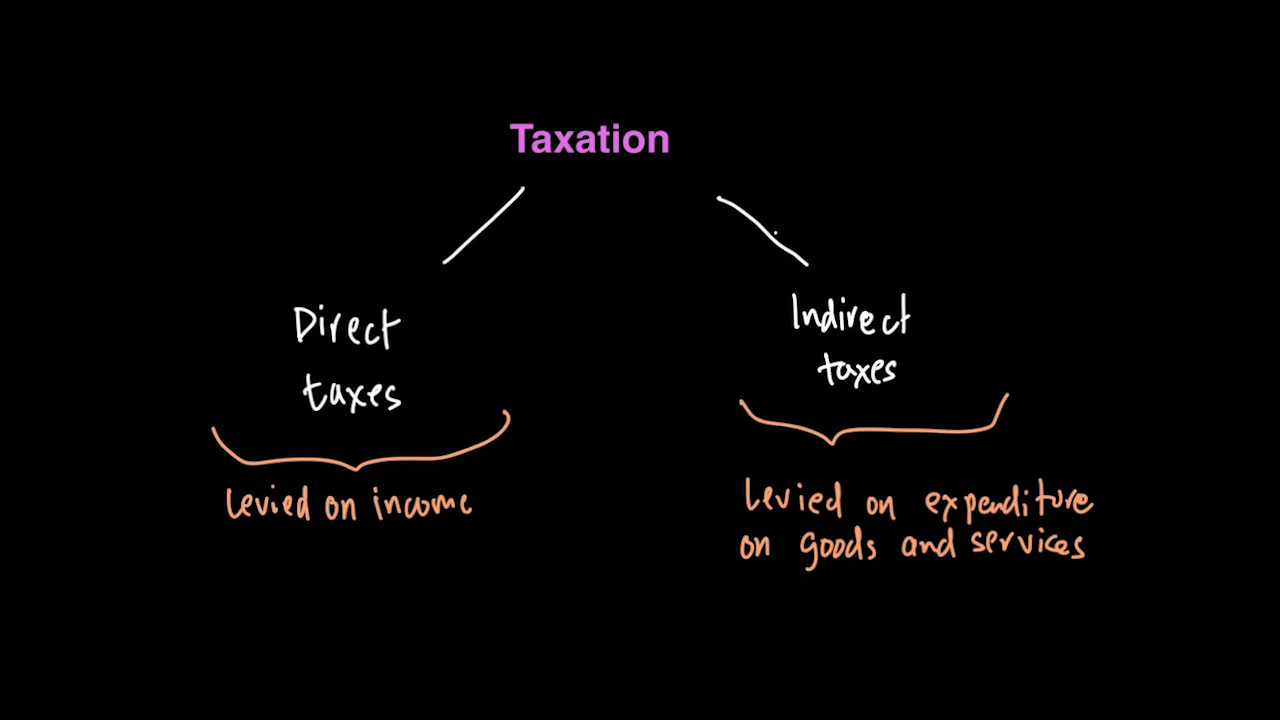 Taxation
Direct
taxes
levied on income
Indirect
taxes
levied on expenditure
on goods and services